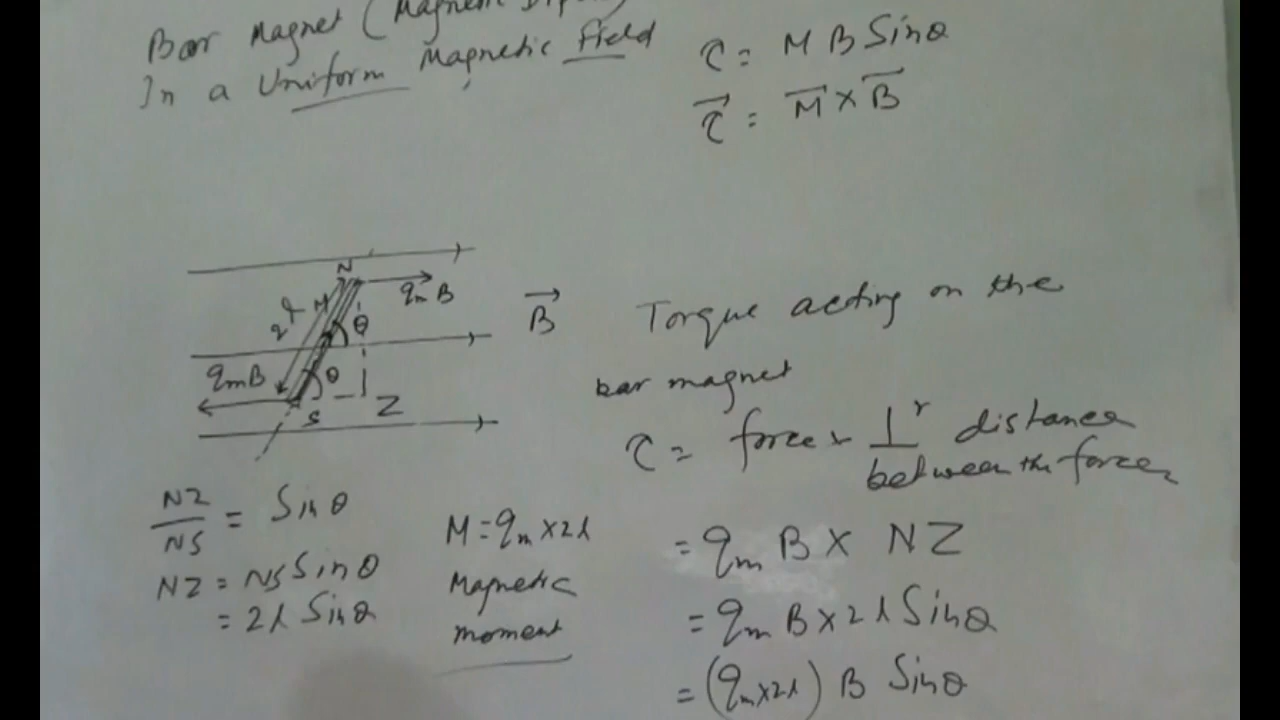 Bar Magnet (Magnetic
In a Uniform Magnetic Field
τ = M B Sinθ
τ⃗ = M⃗ × B⃗
N
qₘ B
2l
M
θ
B⃗
qₘB
θ
S
Z
Torque acting on the
bar magnet
τ = force × ⊥ʳ distance
between the forces
NZ/NS = Sinθ
NZ = NS Sinθ
= 2l Sinθ
M = qₘ × 2l
Magnetic
moment
= qₘ B × NZ
= qₘ B × 2l Sinθ
= (qₘ × 2l) B Sinθ